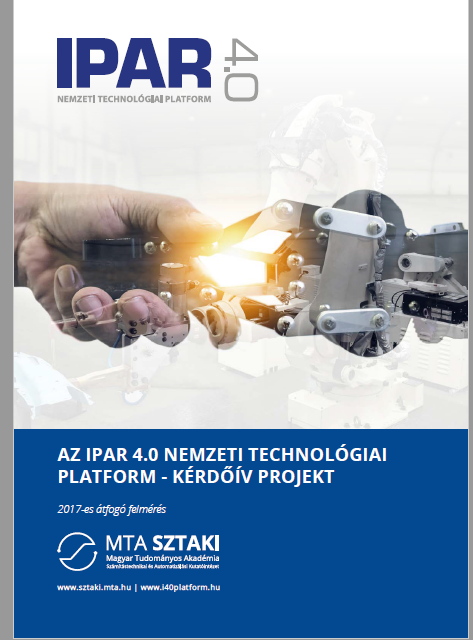 IPAR 4.0
NEMZETI TECHNOLÓGIAI PLATFORM
AZ IPAR 4.0 NEMZETI TECHNOLÓGIAI
PLATFORM - KÉRDŐÍV PROJEKT
2017-es átfogó felmérés
MTA SZTAKI
Magyar Tudományos Akadémia
Számítástechnikai és Automatizálási Kutatóintézet
www.sztaki.mta.hu | www.i40platform.hu